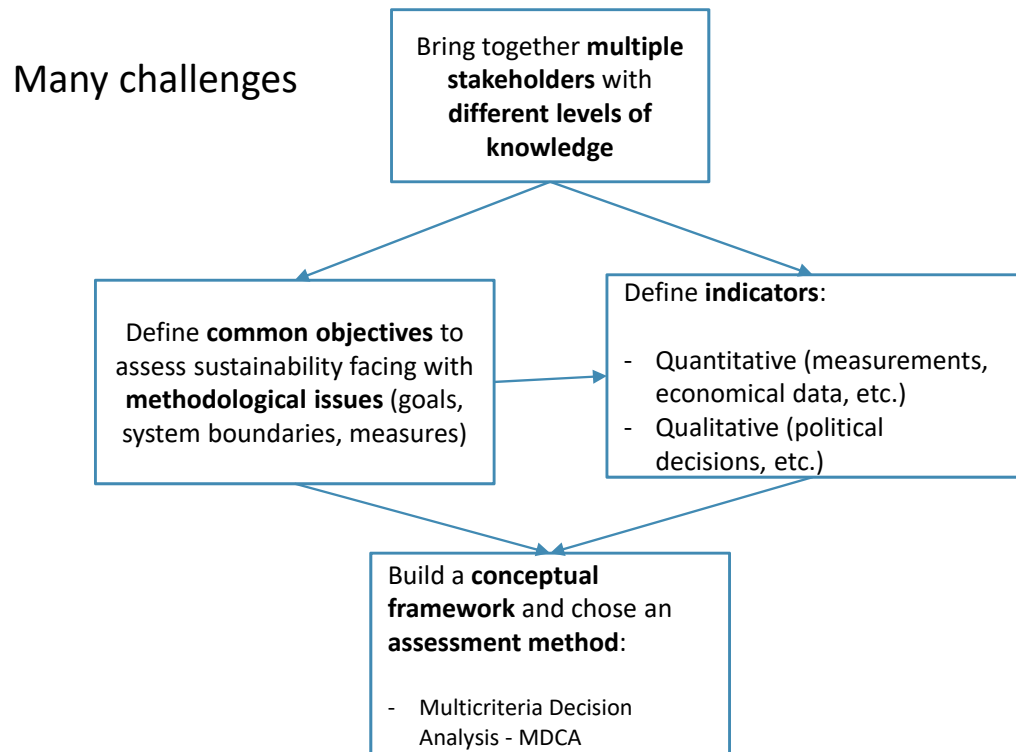 Many challenges
Bring together multiple
stakeholders with
different levels of
knowledge
Define common objectives to
assess sustainability facing with
methodological issues (goals,
system boundaries, measures)
Define indicators:
- Quantitative (measurements,
economical data, etc.)
- Qualitative (political
decisions, etc.)
Build a conceptual
framework and chose an
assessment method:
- Multicriteria Decision
Analysis - MDCA